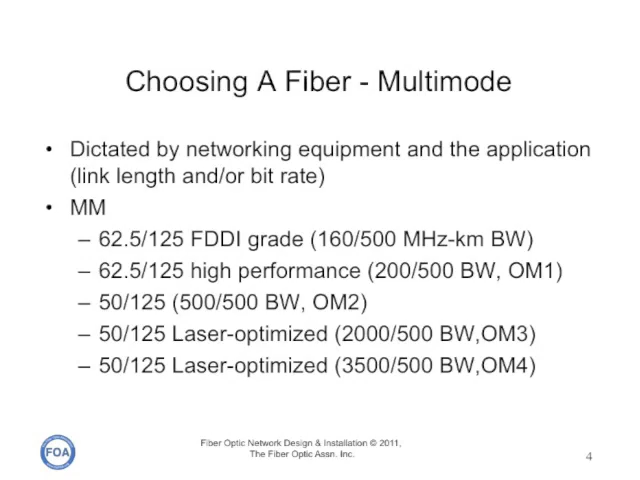 Choosing A Fiber - Multimode
• Dictated by networking equipment and the application
(link length and/or bit rate)
• MM
– 62.5/125 FDDI grade (160/500 MHz-km BW)
– 62.5/125 high performance (200/500 BW, OM1)
– 50/125 (500/500 BW, OM2)
– 50/125 Laser-optimized (2000/500 BW,OM3)
– 50/125 Laser-optimized (3500/500 BW,OM4)
FOA
Fiber Optic Network Design & Installation © 2011,
The Fiber Optic Assn. Inc.
4